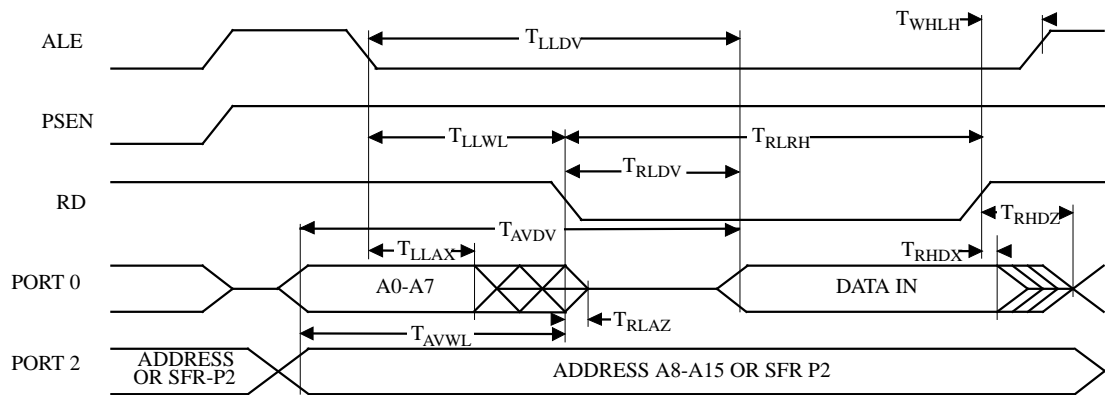 ALE
T_WHLH
T_LLDV
PSEN
T_LLWL
T_RLRH
T_RLDV
RD
T_AVDV
T_RHDZ
T_LLAX
T_RHDX
PORT 0
A0-A7
DATA IN
T_RLAZ
T_AVWL
PORT 2
ADDRESS
OR SFR-P2
ADDRESS A8-A15 OR SFR P2